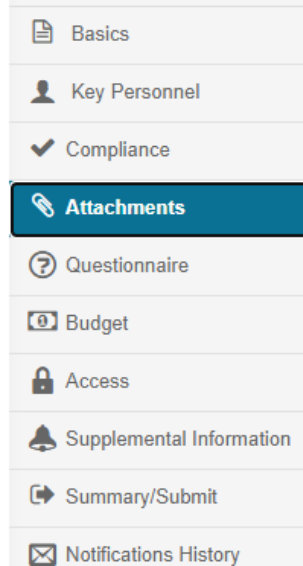 Basics
Key Personnel
Compliance
Attachments
Questionnaire
Budget
Access
Supplemental Information
Summary/Submit
Notifications History